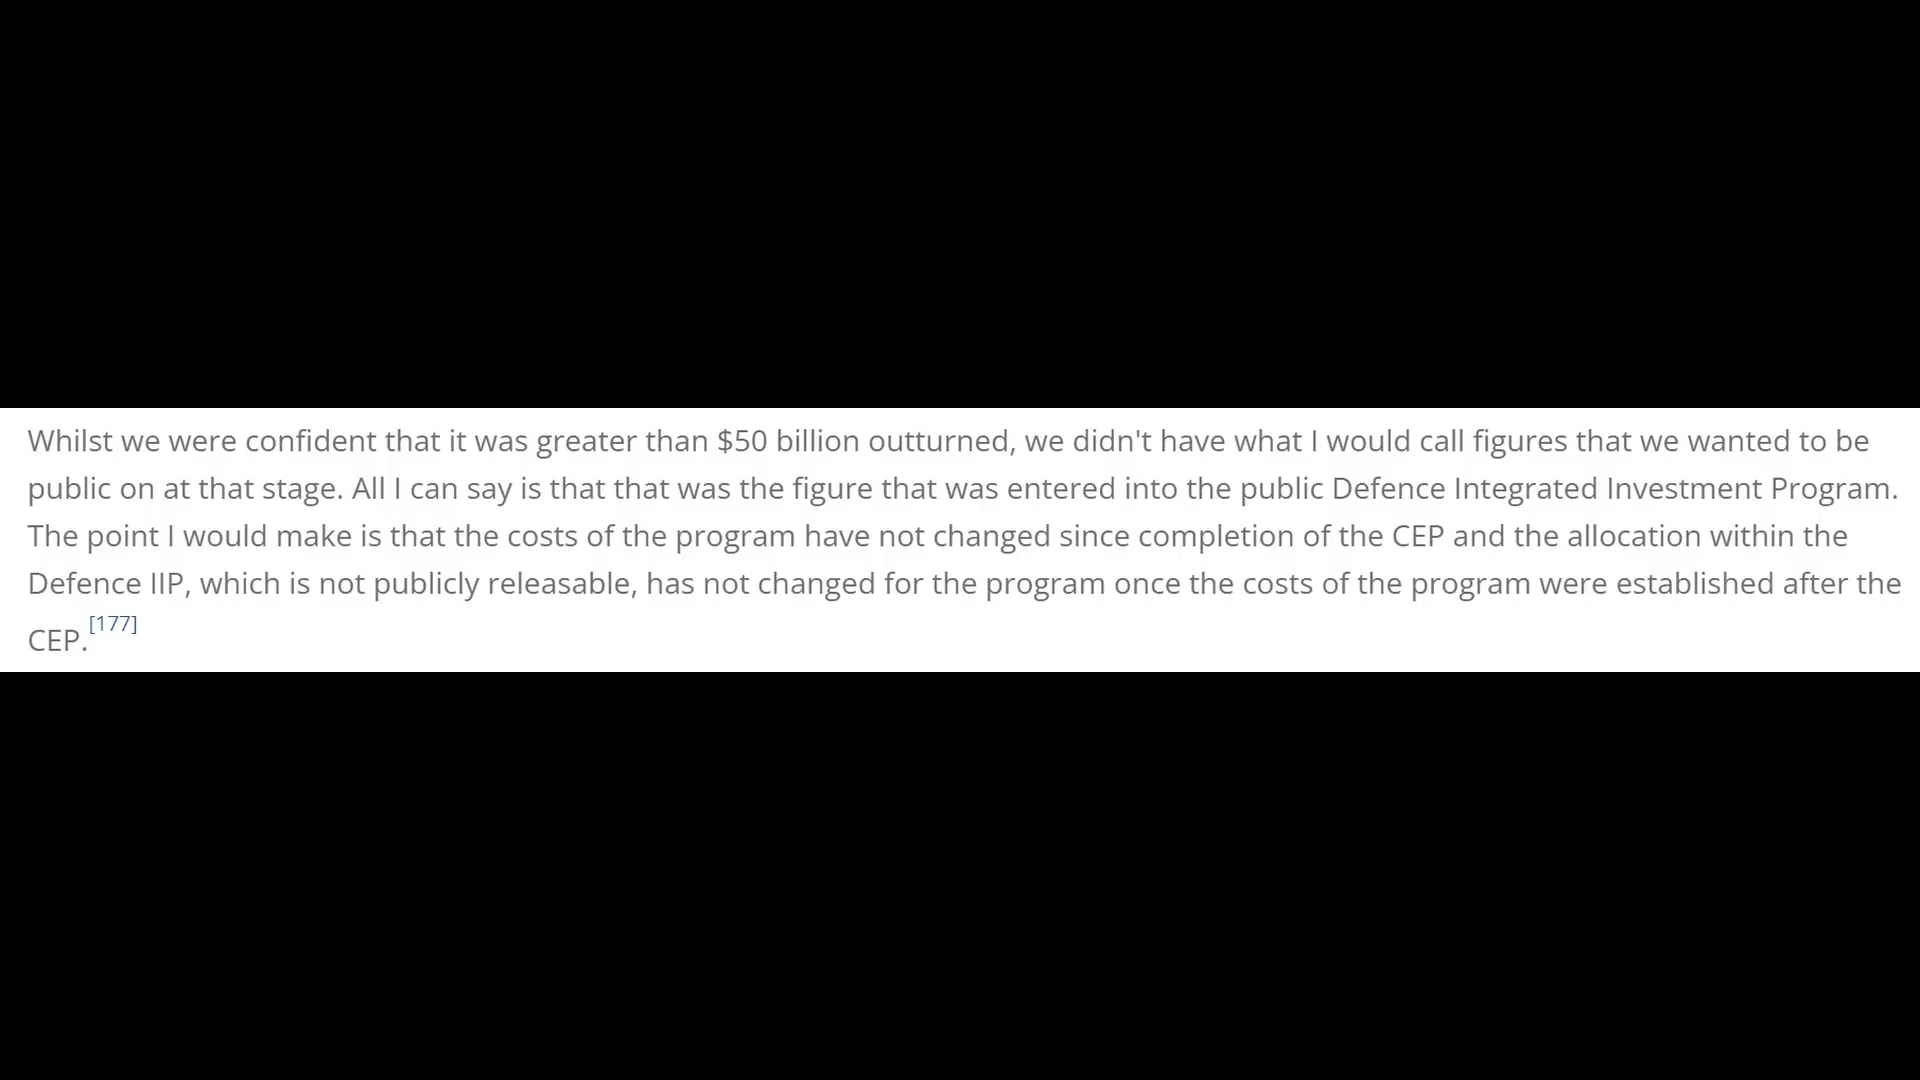 Whilst we were confident that it was greater than $50 billion outturned, we didn't have what I would call figures that we wanted to be
public on at that stage. All I can say is that that was the figure that was entered into the public Defence Integrated Investment Program.
The point I would make is that the costs of the program have not changed since completion of the CEP and the allocation within the
Defence IIP, which is not publicly releasable, has not changed for the program once the costs of the program were established after the
CEP.[177]